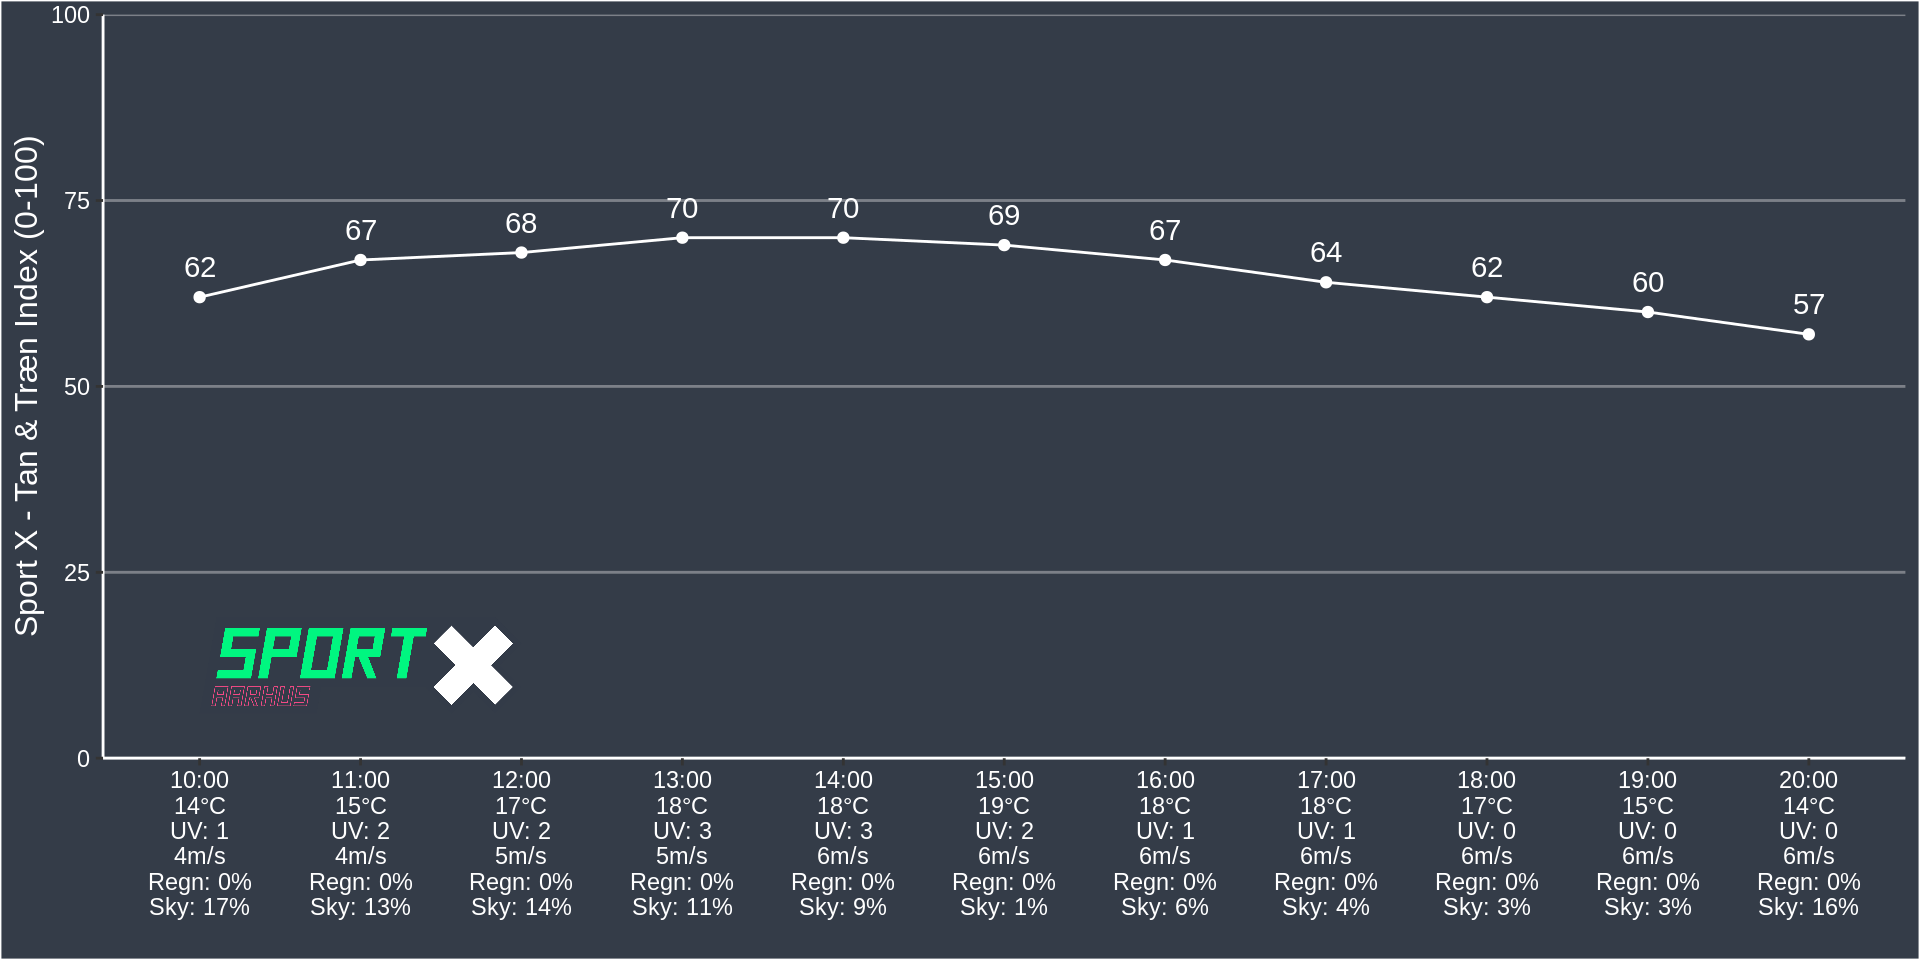 Sport X - Tan & Træn Index (0-100)
100
75
50
25
0
62 67 68 70 70 69 67 64 62 60 57
SPORT X
AARHUS
10:00 11:00 12:00 13:00 14:00 15:00 16:00 17:00 18:00 19:00 20:00
14°C 15°C 17°C 18°C 18°C 19°C 18°C 18°C 17°C 15°C 14°C
UV: 1 UV: 2 UV: 2 UV: 3 UV: 3 UV: 2 UV: 1 UV: 1 UV: 0 UV: 0 UV: 0
4m/s 4m/s 5m/s 5m/s 6m/s 6m/s 6m/s 6m/s 6m/s 6m/s 6m/s
Regn: 0% Regn: 0% Regn: 0% Regn: 0% Regn: 0% Regn: 0% Regn: 0% Regn: 0% Regn: 0% Regn: 0% Regn: 0%
Sky: 17% Sky: 13% Sky: 14% Sky: 11% Sky: 9% Sky: 1% Sky: 6% Sky: 4% Sky: 3% Sky: 3% Sky: 16%